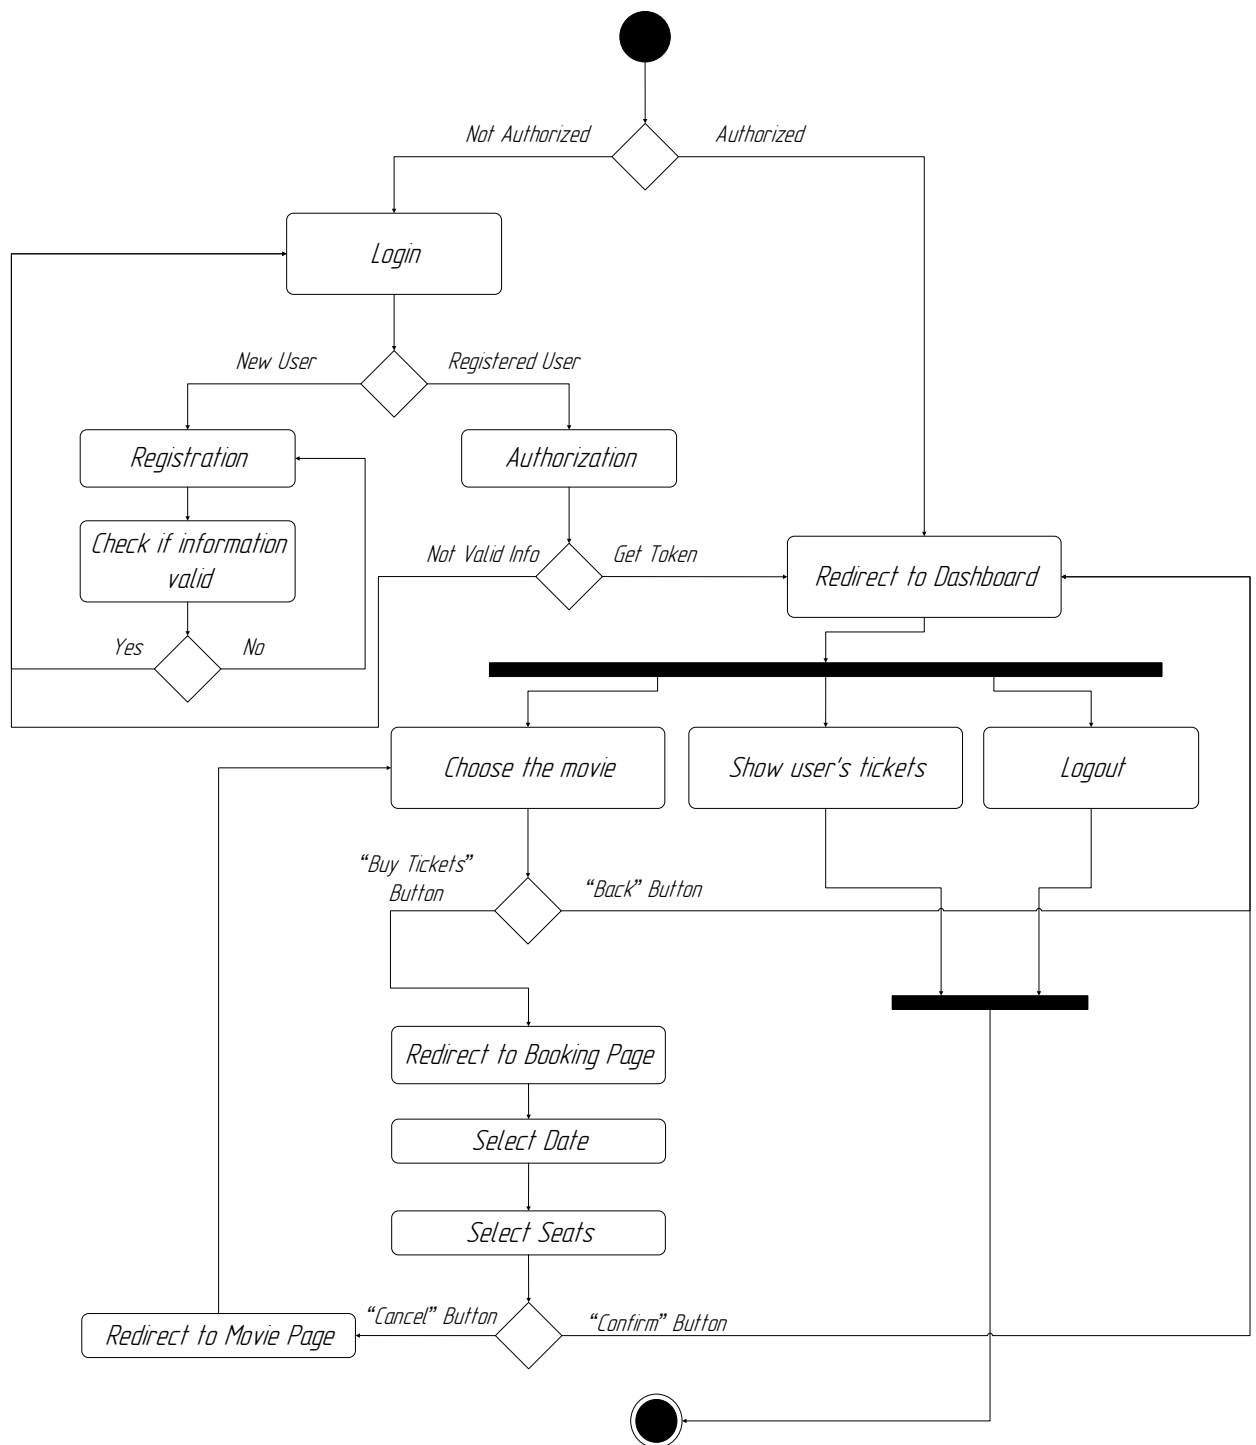 Not Authorized
Authorized
Login
New User
Registered User
Registration
Authorization
Check if information
valid
Not Valid Info
Get Token
Redirect to Dashboard
Yes
No
Choose the movie
Show user's tickets
Logout
“Buy Tickets”
Button
“Back” Button
Redirect to Booking Page
Select Date
Select Seats
“Cancel” Button
“Confirm” Button
Redirect to Movie Page